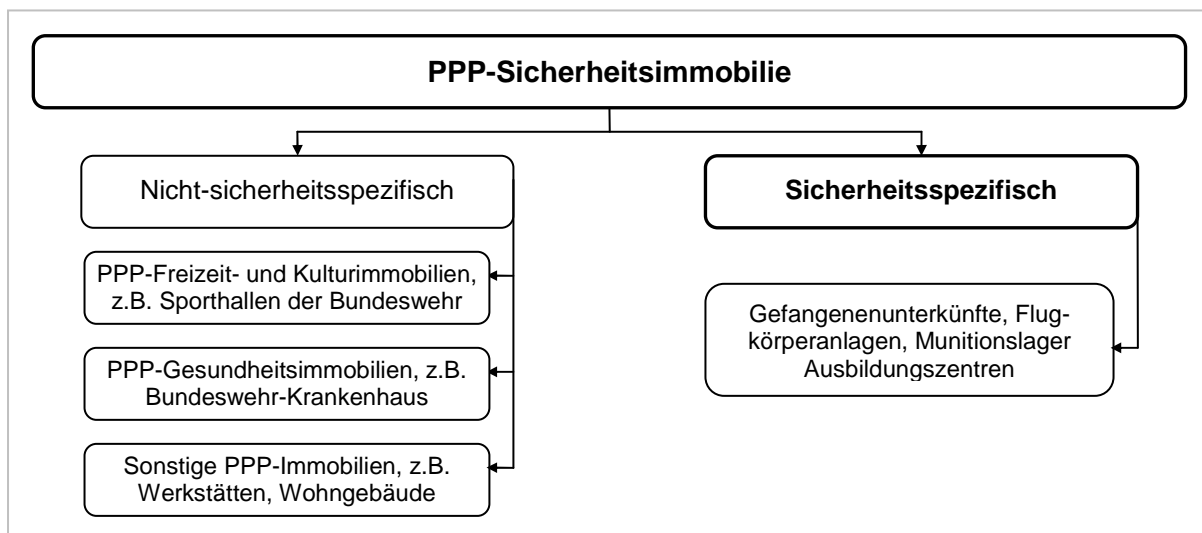 PPP-Sicherheitsimmobilie
Nicht-sicherheitsspezifisch
PPP-Freizeit- und Kulturimmobilien,
z.B. Sporthallen der Bundeswehr
PPP-Gesundheitsimmobilien, z.B.
Bundeswehr-Krankenhaus
Sonstige PPP-Immobilien, z.B.
Werkstätten, Wohngebäude
Sicherheitsspezifisch
Gefangenenunterkünfte, Flug-
körperanlagen, Munitionslager
Ausbildungszentren